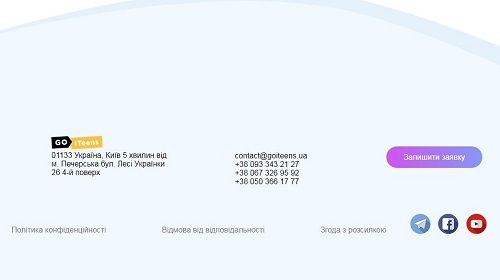 GO iTeens
01133 Україна, Київ 5 хвилин від
м. Печерська бул. Лесі Українки
26 4-й поверх
contact@goiteens.ua
+38 093 343 21 27
+38 067 326 95 92
+38 050 366 17 77
Залишити заявку
Політика конфіденційності
Відмова від відповідальності
Згода з розсилкою